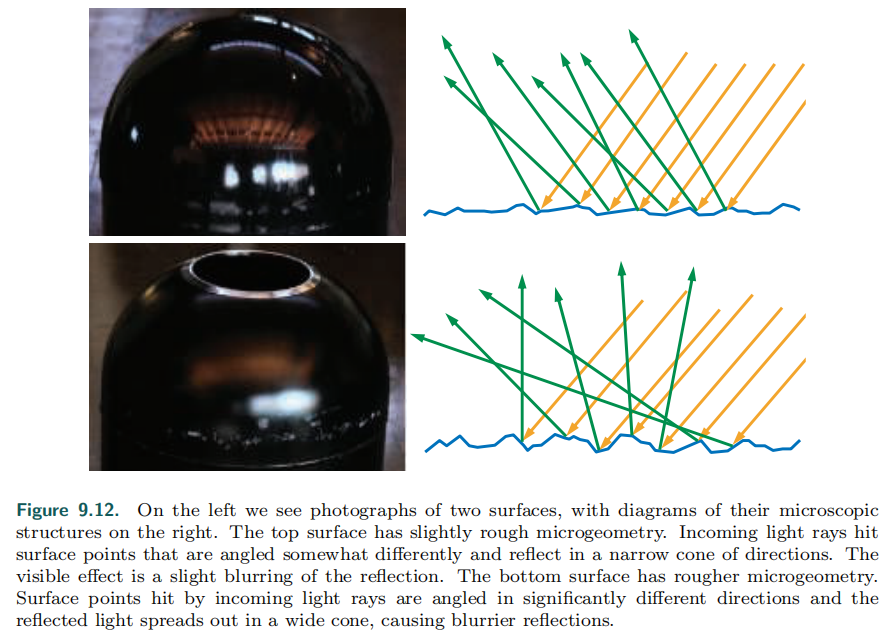 Figure 9.12. On the left we see photographs of two surfaces, with diagrams of their microscopic
structures on the right. The top surface has slightly rough microgeometry. Incoming light rays hit
surface points that are angled somewhat differently and reflect in a narrow cone of directions. The
visible effect is a slight blurring of the reflection. The bottom surface has rougher microgeometry.
Surface points hit by incoming light rays are angled in significantly different directions and the
reflected light spreads out in a wide cone, causing blurrier reflections.